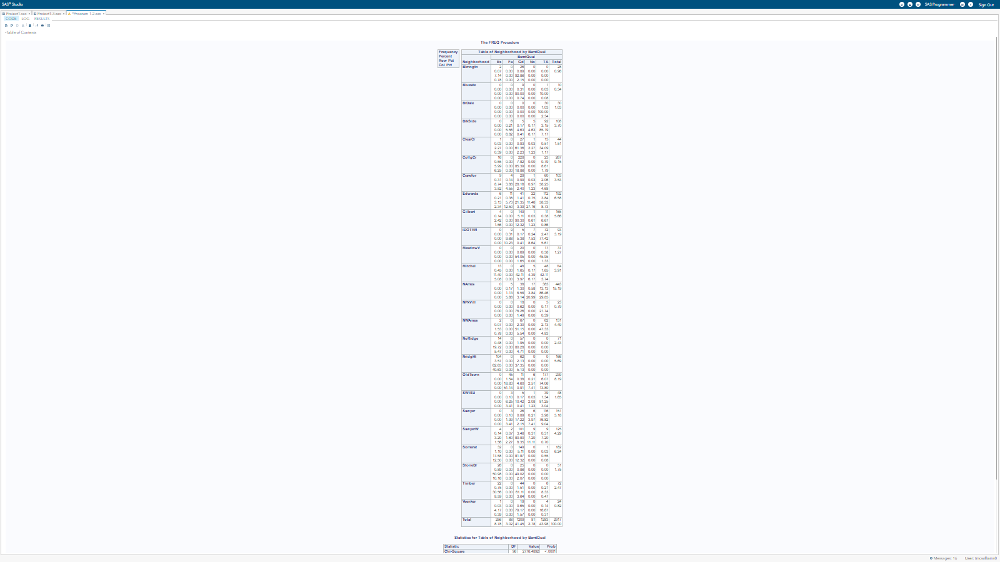 SAS® Studio SAS Programmer Sign Out
Project1.sas × Project1.3.sas × *Program 1.2.sas ×
CODE LOG RESULTS
Table of Contents
The FREQ Procedure
Frequency
Percent
Row Pct
Col Pct
Table of Neighborhood by BsmtQual
BsmtQual
Neighborhood Ex Fa Gd No TA Total
Blmngtn 2 0 26 0 0 28
0.07 0.00 0.89 0.00 0.00 0.96
7.14 0.00 92.86 0.00 0.00
0.78 0.00 2.15 0.00 0.00
Blueste 0 0 9 0 1 10
0.00 0.00 0.31 0.00 0.03 0.34
0.00 0.00 90.00 0.00 10.00
0.00 0.00 0.74 0.00 0.08
BrDale 0 0 0 0 30 30
0.00 0.00 0.00 0.00 1.03 1.03
0.00 0.00 0.00 0.00 100.00
0.00 0.00 0.00 0.00 2.34
BrkSide 0 6 5 5 92 108
0.00 0.21 0.17 0.17 3.15 3.70
0.00 5.56 4.63 4.63 85.19
0.00 6.82 0.41 6.17 7.17
ClearCr 1 0 27 1 15 44
0.03 0.00 0.93 0.03 0.51 1.51
2.27 0.00 61.36 2.27 34.09
0.39 0.00 2.23 1.23 1.17
CollgCr 16 0 228 0 23 267
0.55 0.00 7.82 0.00 0.79 9.15
5.99 0.00 85.39 0.00 8.61
6.25 0.00 18.86 0.00 1.79
Crawfor 9 4 29 1 60 103
0.31 0.14 0.99 0.03 2.06 3.53
8.74 3.88 28.16 0.97 58.25
3.52 4.55 2.40 1.23 4.68
Edwards 6 11 41 22 112 192
0.21 0.38 1.41 0.75 3.84 6.58
3.13 5.73 21.35 11.46 58.33
2.34 12.50 3.39 27.16 8.73
Gilbert 4 0 149 1 11 165
0.14 0.00 5.11 0.03 0.38 5.66
2.42 0.00 90.30 0.61 6.67
1.56 0.00 12.32 1.23 0.86
IDOTRR 0 9 5 7 72 93
0.00 0.31 0.17 0.24 2.47 3.19
0.00 9.68 5.38 7.53 77.42
0.00 10.23 0.41 8.64 5.61
MeadowV 0 0 20 0 17 37
0.00 0.00 0.69 0.00 0.58 1.27
0.00 0.00 54.05 0.00 45.95
0.00 0.00 1.65 0.00 1.33
Mitchel 13 0 48 5 48 114
0.45 0.00 1.65 0.17 1.65 3.91
11.40 0.00 42.11 4.39 42.11
5.08 0.00 3.97 6.17 3.74
NAmes 0 5 38 17 383 443
0.00 0.17 1.30 0.58 13.13 15.19
0.00 1.13 8.58 3.84 86.46
0.00 5.68 3.14 20.99 29.85
NPkVill 0 0 18 0 5 23
0.00 0.00 0.62 0.00 0.17 0.79
0.00 0.00 78.26 0.00 21.74
0.00 0.00 1.49 0.00 0.39
NWAmes 2 0 67 0 62 131
0.07 0.00 2.30 0.00 2.13 4.49
1.53 0.00 51.15 0.00 47.33
0.78 0.00 5.54 0.00 4.83
NoRidge 14 0 57 0 0 71
0.48 0.00 1.95 0.00 0.00 2.43
19.72 0.00 80.28 0.00 0.00
5.47 0.00 4.71 0.00 0.00
NridgHt 104 0 62 0 0 166
3.57 0.00 2.13 0.00 0.00 5.69
62.65 0.00 37.35 0.00 0.00
40.63 0.00 5.13 0.00 0.00
OldTown 0 45 11 6 177 239
0.00 1.54 0.38 0.21 6.07 8.19
0.00 18.83 4.60 2.51 74.06
0.00 51.14 0.91 7.41 13.80
SWISU 0 3 5 1 39 48
0.00 0.10 0.17 0.03 1.34 1.65
0.00 6.25 10.42 2.08 81.25
0.00 3.41 0.41 1.23 3.04
Sawyer 0 3 26 6 116 151
0.00 0.10 0.89 0.21 3.98 5.18
0.00 1.99 17.22 3.97 76.82
0.00 3.41 2.15 7.41 9.04
SawyerW 4 2 101 9 9 125
0.14 0.07 3.46 0.31 0.31 4.29
3.20 1.60 80.80 7.20 7.20
1.56 2.27 8.35 11.11 0.70
Somerst 32 0 149 0 1 182
1.10 0.00 5.11 0.00 0.03 6.24
17.58 0.00 81.87 0.00 0.55
12.50 0.00 12.32 0.00 0.08
StoneBr 26 0 25 0 0 51
0.89 0.00 0.86 0.00 0.00 1.75
50.98 0.00 49.02 0.00 0.00
10.16 0.00 2.07 0.00 0.00
Timber 22 0 44 0 6 72
0.75 0.00 1.51 0.00 0.21 2.47
30.56 0.00 61.11 0.00 8.33
8.59 0.00 3.64 0.00 0.47
Veenker 1 0 19 0 4 24
0.03 0.00 0.65 0.00 0.14 0.82
4.17 0.00 79.17 0.00 16.67
0.39 0.00 1.57 0.00 0.31
Total 256 88 1209 81 1283 2917
8.78 3.02 41.45 2.78 43.98 100.00
Statistics for Table of Neighborhood by BsmtQual
Statistic DF Value Prob
Chi-Square 96 2776.4892 <.0001
Messages: 16 User: tmcwilliams0